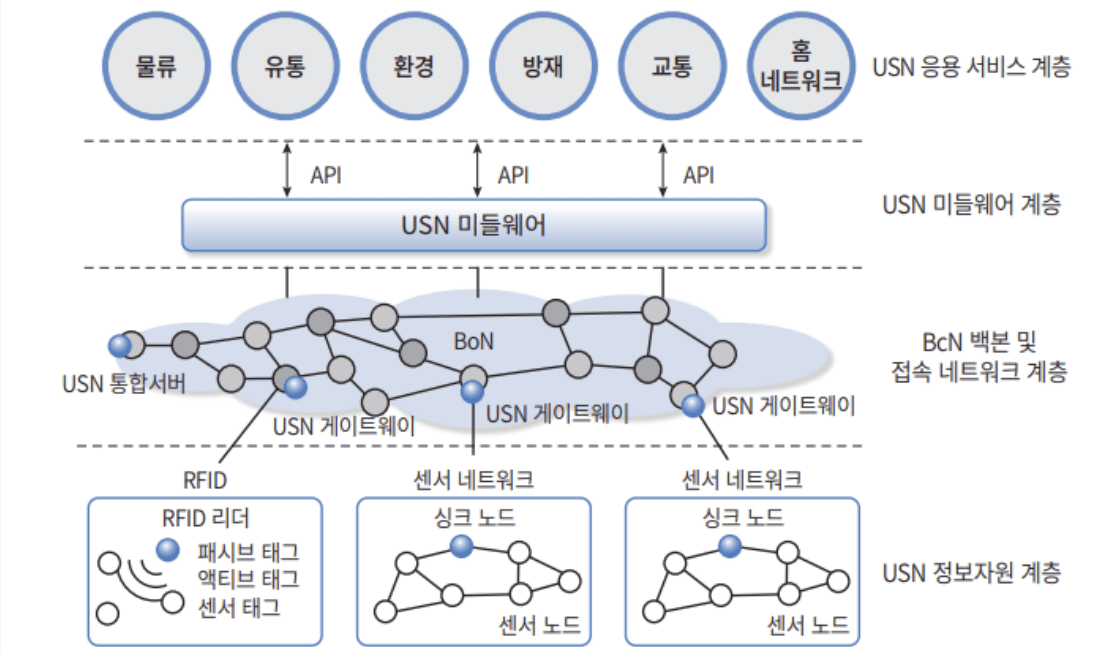 물류
유통
환경
방재
교통
홈
네트워크
USN 응용 서비스 계층
API
API
API
USN 미들웨어
USN 미들웨어 계층
BoN
BcN 백본 및
접속 네트워크 계층
USN 통합서버
USN 게이트웨이
USN 게이트웨이
USN 게이트웨이
RFID
센서 네트워크
센서 네트워크
RFID 리더
패시브 태그
액티브 태그
센서 태그
싱크 노드
센서 노드
싱크 노드
센서 노드
USN 정보자원 계층